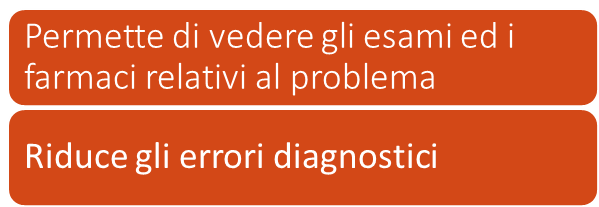 Permette di vedere gli esami ed i
farmaci relativi al problema
Riduce gli errori diagnostici